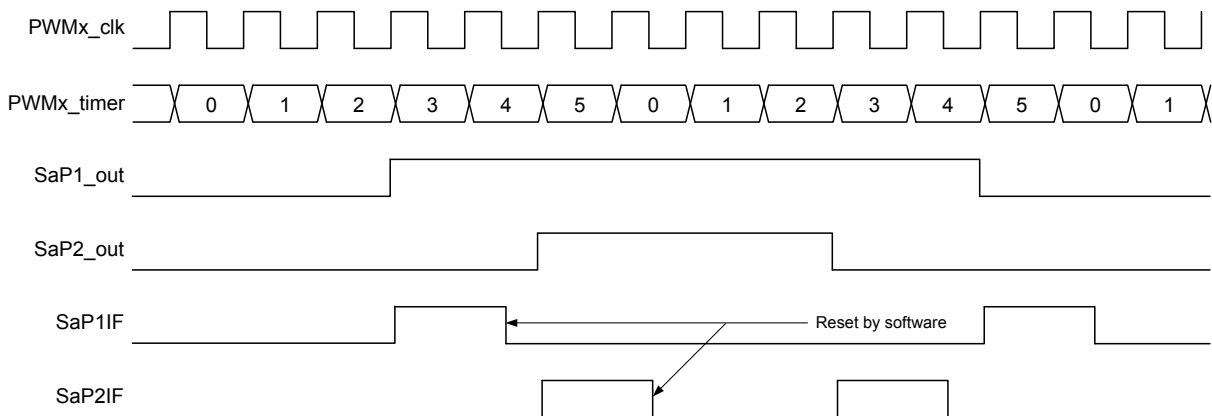 PWMx_clk
PWMx_timer 0 1 2 3 4 5 0 1 2 3 4 5 0 1
SaP1_out
SaP2_out
SaP1IF Reset by software
SaP2IF